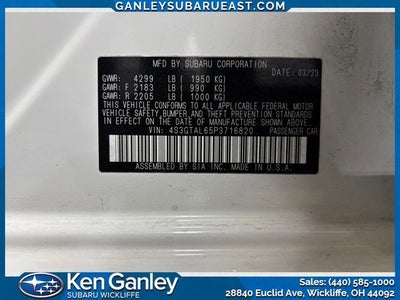 GANLEYSUBARUEAST.COM
MFD BY SUBARU CORPORATION DATE: 03/23
GVWR: 4299 LB ( 1950 KG)
GAWR: F 2183 LB ( 990 KG)
GAWR: R 2205 LB ( 1000 KG)
THIS VEHICLE CONFORMS TO ALL APPLICABLE FEDERAL MOTOR
VEHICLE SAFETY, BUMPER, AND THEFT PREVENTION STANDARDS
IN EFFECT ON THE DATE OF MANUFACTURE SHOWN ABOVE.
VIN: 4S3GTAL65P3716820 PASSENGER CAR
ASSEMBLED BY SIA INC. MADE IN U.S.A.
Ken Ganley
SUBARU WICKLIFFE
Sales: (440) 585-1000
28840 Euclid Ave, Wickliffe, OH 44092